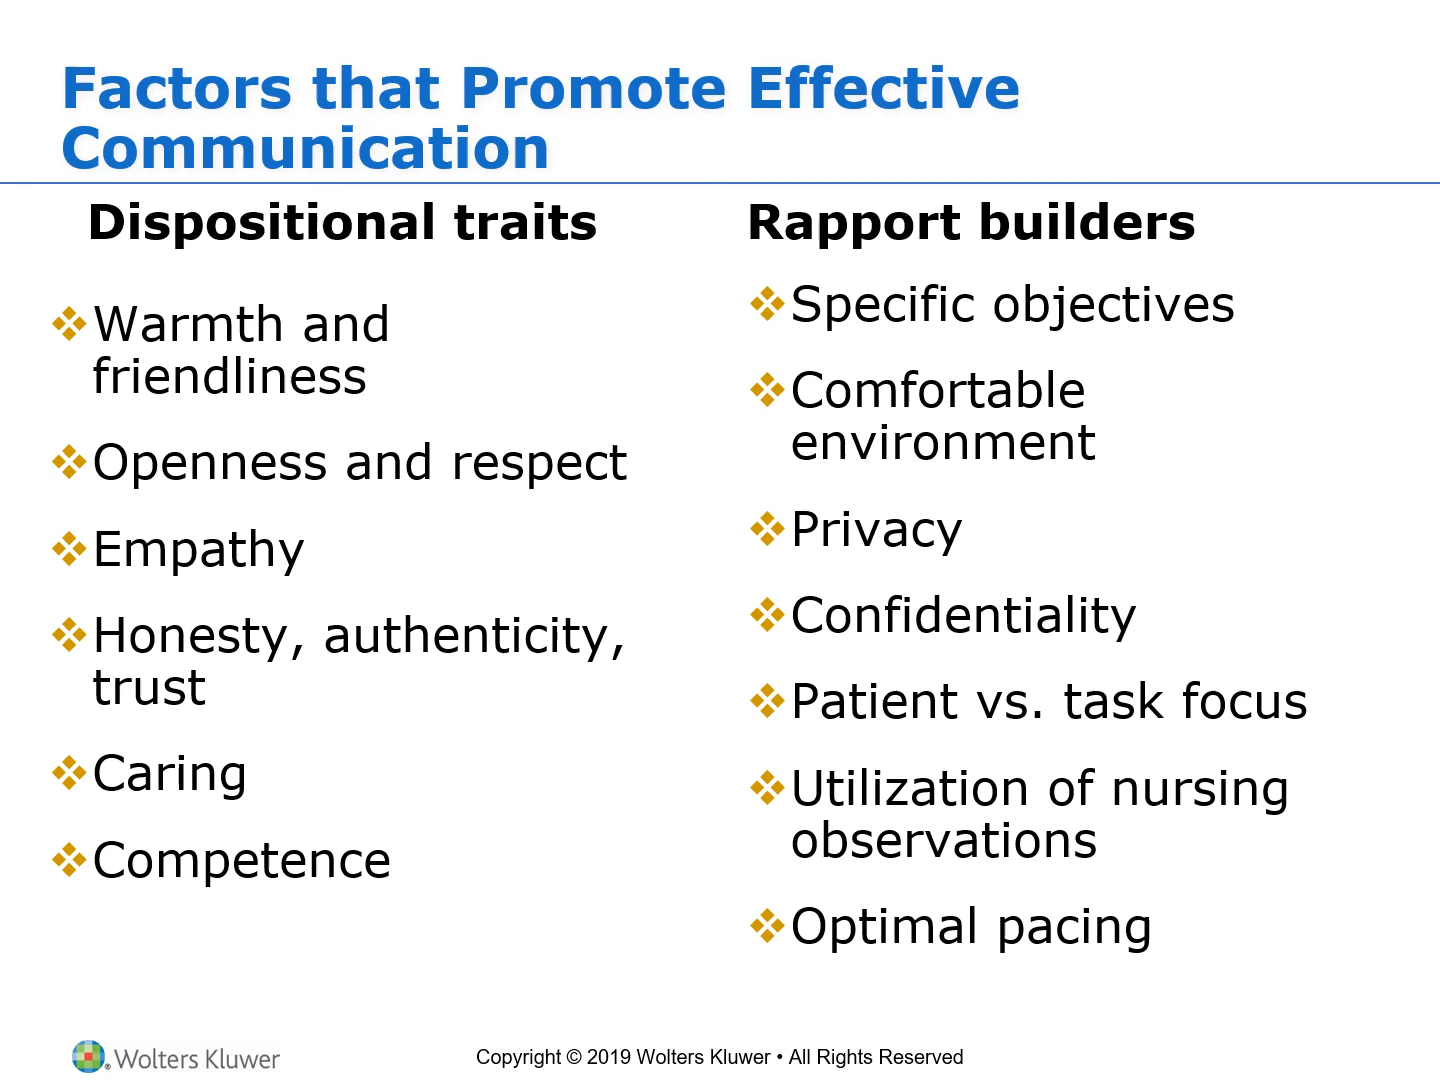 Factors that Promote Effective
Communication
Dispositional traits
❖Warmth and
friendliness
❖Openness and respect
❖Empathy
❖Honesty, authenticity,
trust
❖Caring
❖Competence
Rapport builders
❖Specific objectives
❖Comfortable
environment
❖Privacy
❖Confidentiality
❖Patient vs. task focus
❖Utilization of nursing
observations
❖Optimal pacing
® Wolters Kluwer
Copyright © 2019 Wolters Kluwer • All Rights Reserved